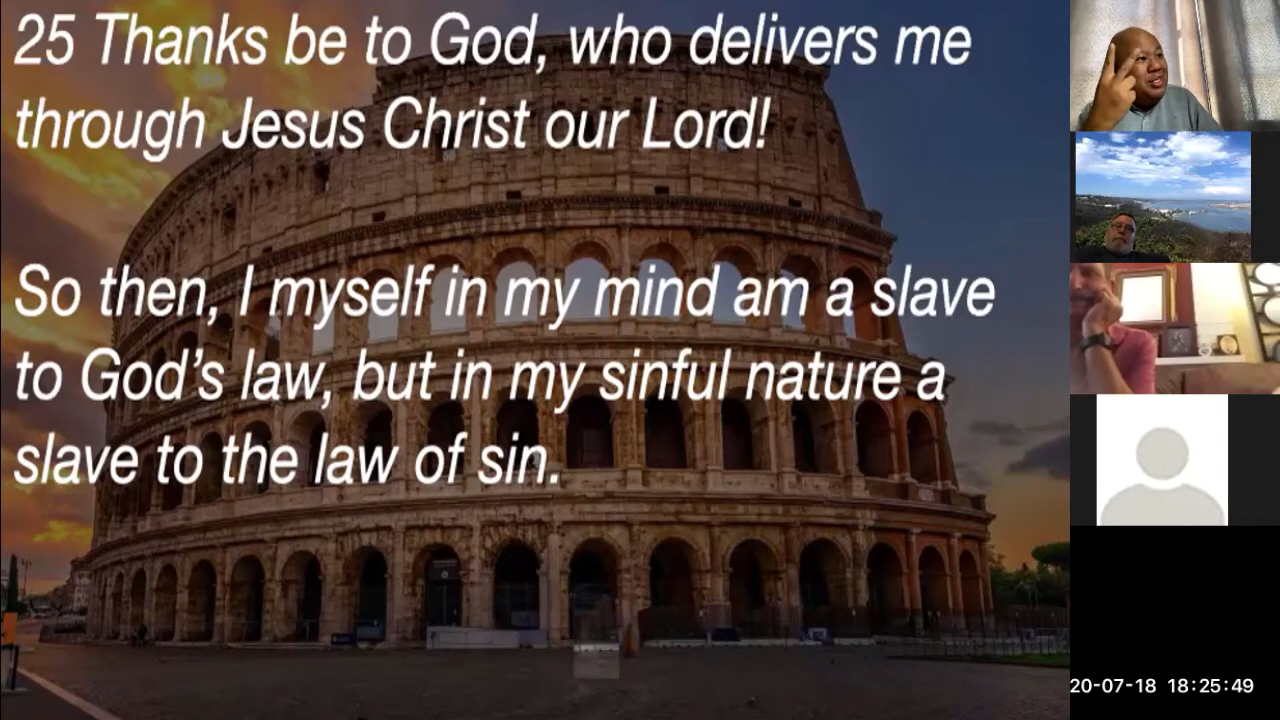 25 Thanks be to God, who delivers me
through Jesus Christ our Lord!
So then, I myself in my mind am a slave
to God’s law, but in my sinful nature a
slave to the law of sin.
20-07-18 18:25:49